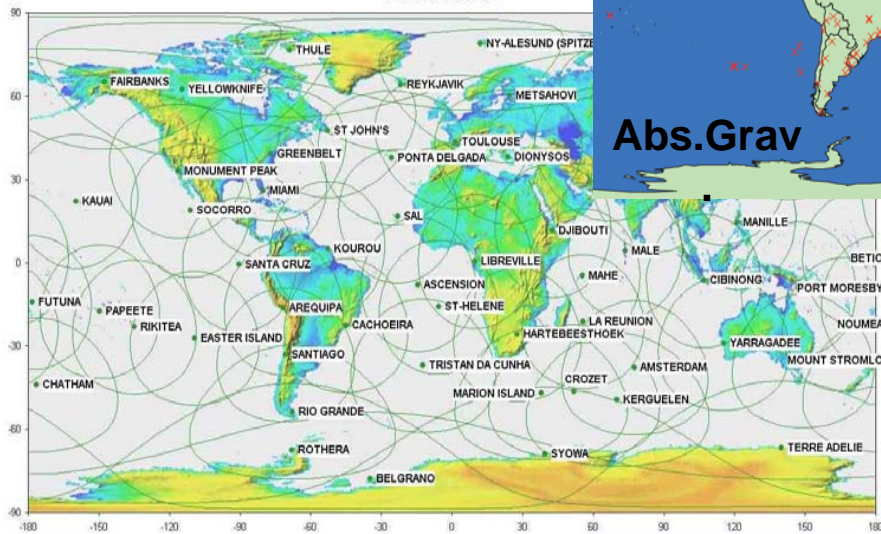 90
THULE
NY-ALESUND (SPITZE
FAIRBANKS
YELLOWKNIFE
REYKJAVIK
METSAHOVI
60
ST JOHN'S
TOULOUSE
GREENBELT
PONTA DELGADA
DIONYSOS
Abs.Grav
.
MONUMENT PEAK
30
MIAMI
KAUAI
SOCORRO
SAL
MANILLE
DJIBOUTI
KOUROU
MALE
0
SANTA CRUZ
LIBREVILLE
BETIO
MAHE
CIBINONG
ASCENSION
PORT MORESBY
FUTUNA
PAPEETE
AREQUIPA
ST-HELENE
RIKITEA
CACHOEIRA
LA REUNION
NOUMEA
EASTER ISLAND
HARTEBEESTHOEK
YARRAGADEE
-30
SANTIAGO
MOUNT STROMLO
TRISTAN DA CUNHA
AMSTERDAM
CHATHAM
CROZET
MARION ISLAND
KERGUELEN
RIO GRANDE
-60
ROTHERA
SYOWA
TERRE ADELIE
BELGRANO
-90
-180 -150 -120 -90 -60 -30 0 30 60 90 120 150 180